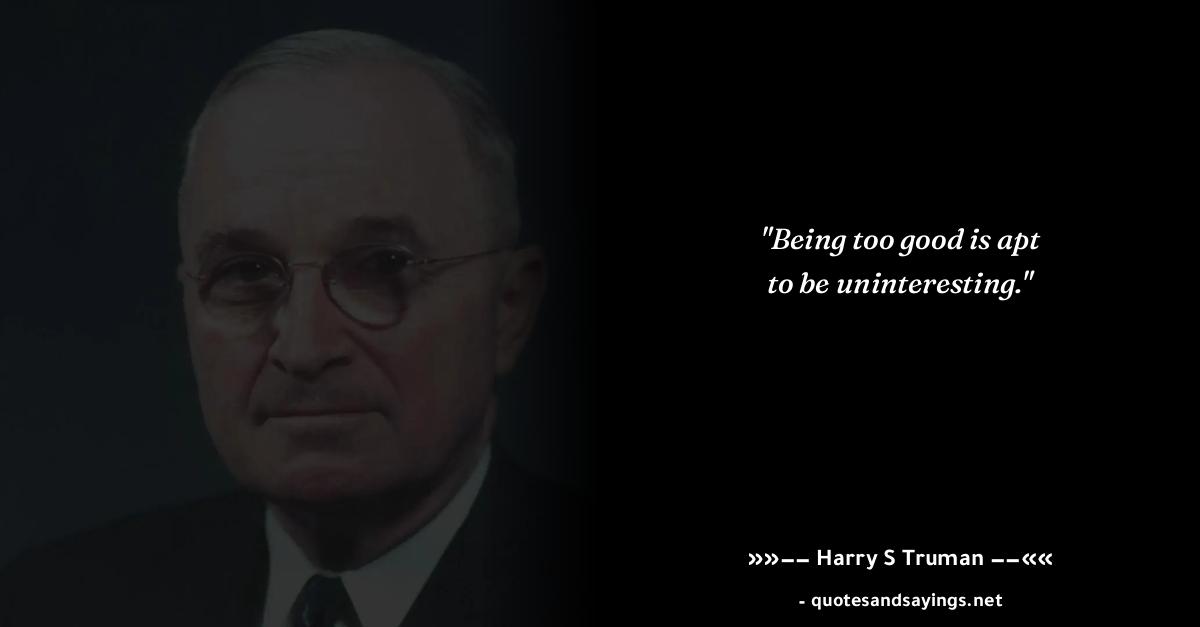 "Being too good is apt
to be uninteresting."
»»—— Harry S Truman ——««
- quotesandsayings.net